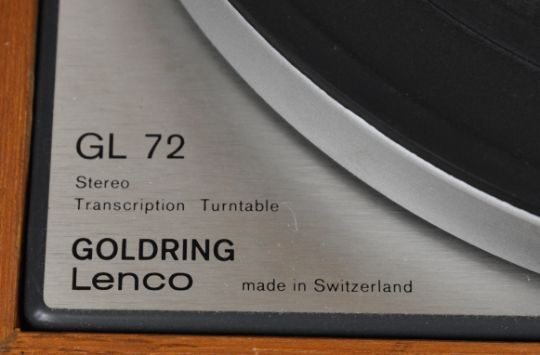 GL 72
Stereo
Transcription Turntable
GOLDRING
Lenco made in Switzerland